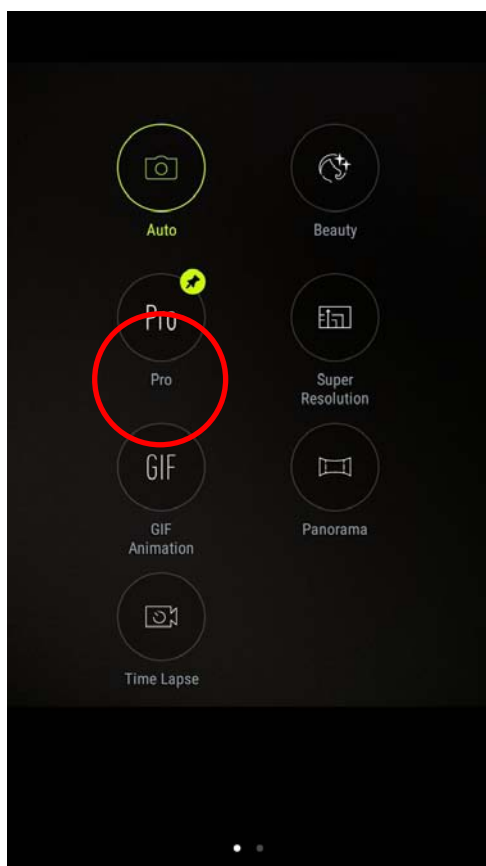 Auto
Beauty
Pro
Pro
Super
Resolution
GIF
GIF
Animation
Panorama
Time Lapse